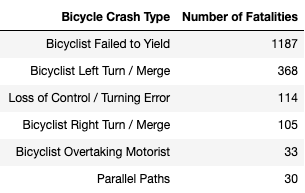 Bicycle Crash Type Number of Fatalities
Bicyclist Failed to Yield 1187
Bicyclist Left Turn / Merge 368
Loss of Control / Turning Error 114
Bicyclist Right Turn / Merge 105
Bicyclist Overtaking Motorist 33
Parallel Paths 30